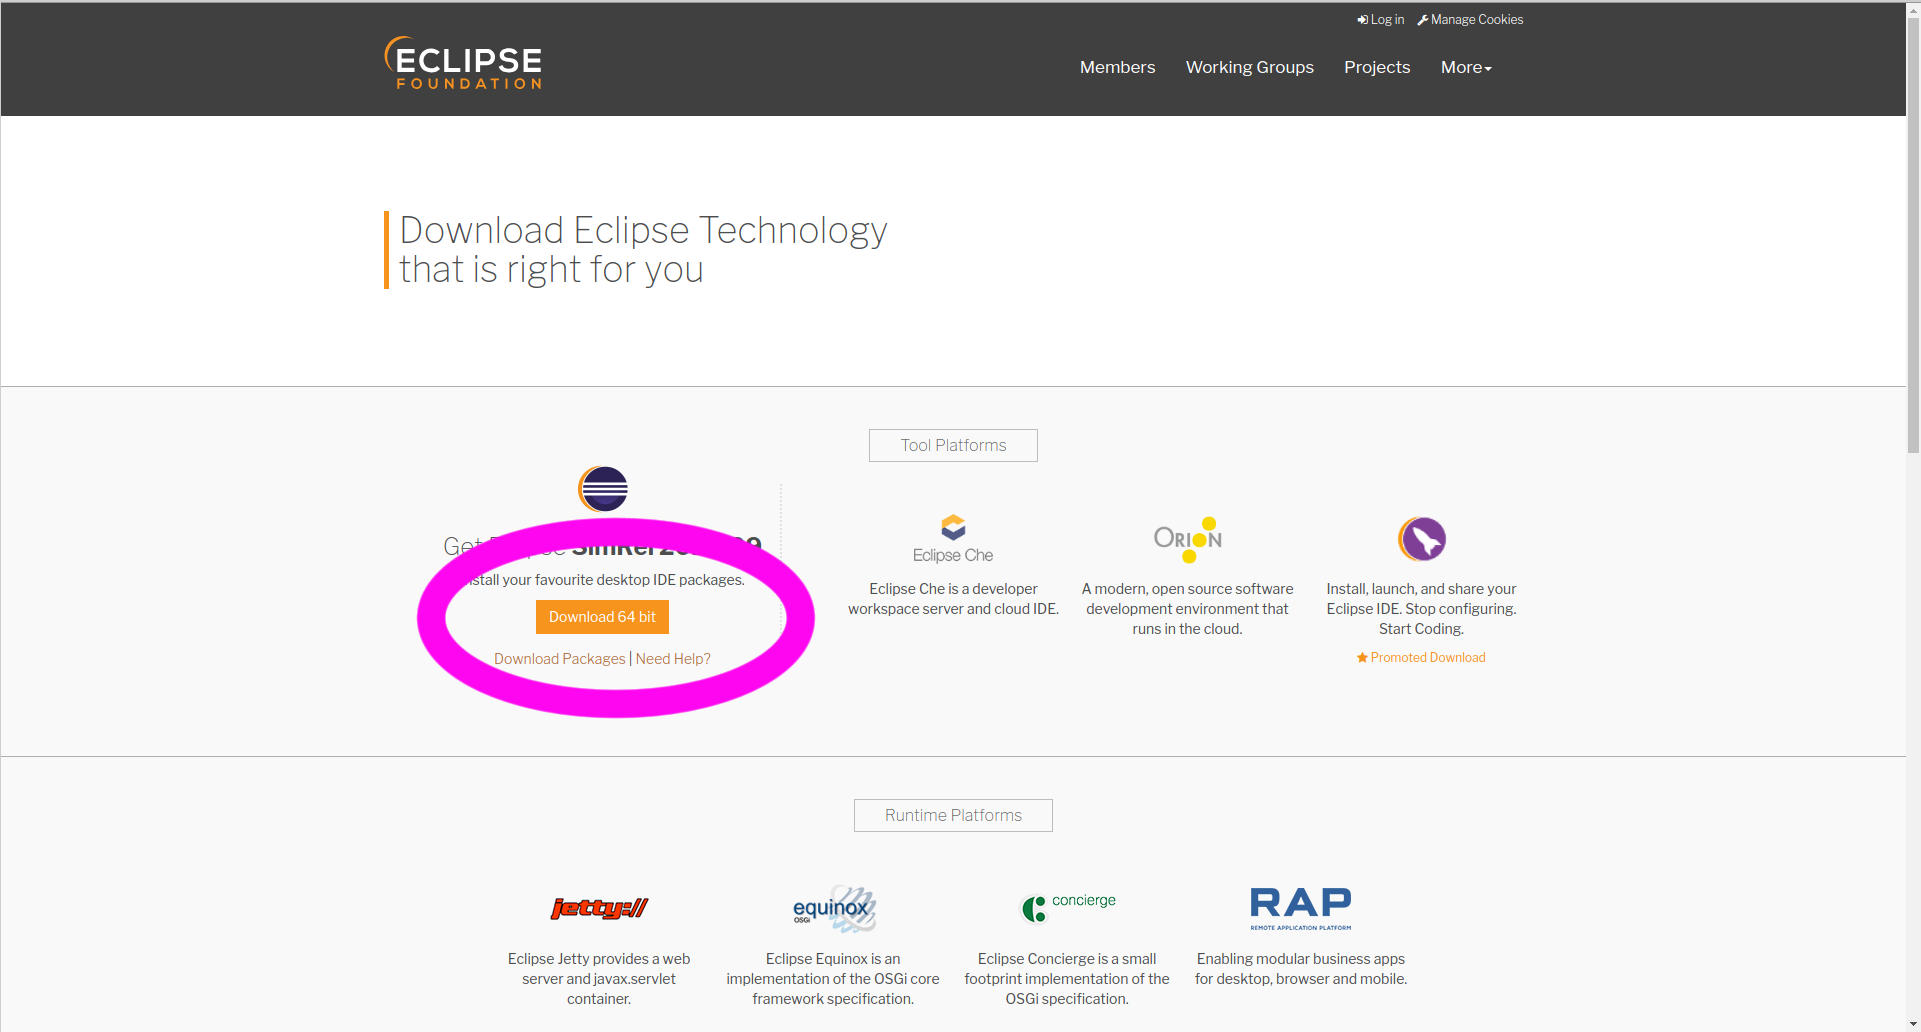 Log in Manage Cookies
ECLIPSE
FOUNDATION
Members Working Groups Projects More
Download Eclipse Technology
that is right for you
Tool Platforms
Get
your favourite desktop IDE packages.
Download 64 bit
Download Packages | Need Help?
Eclipse Che
Eclipse Che is a developer
workspace server and cloud IDE.
ORION
A modern, open source software
development environment that
runs in the cloud.
Install, launch, and share your
Eclipse IDE. Stop configuring.
Start Coding.
Promoted Download
Runtime Platforms
jetty://
Eclipse Jetty provides a web
server and javax.servlet
container.
equinox
OSGi
Eclipse Equinox is an
implementation of the OSGi core
framework specification.
concierge
Eclipse Concierge is a small
footprint implementation of the
OSGi specification.
RAP
REMOTE APPLICATION PLATFORM
Enabling modular business apps
for desktop, browser and mobile.